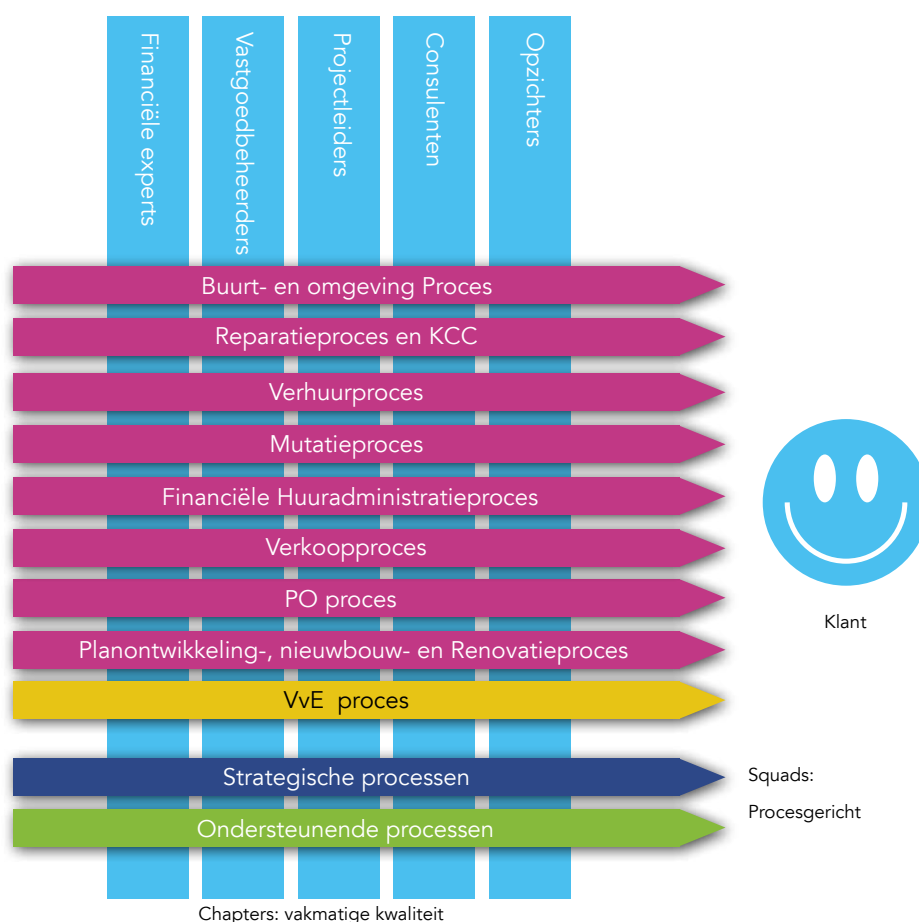 Financiële experts
Vastgoedbeheerders
Projectleiders
Consulenten
Opzichters
Buurt- en omgeving Proces
Reparatieproces en KCC
Verhuurproces
Mutatieproces
Financiële Huuradministratieproces
Verkoopproces
PO proces
Planontwikkeling-, nieuwbouw- en Renovatieproces
VvE proces
Klant
Strategische processen
Ondersteunende processen
Squads:
Procesgericht
Chapters: vakmatige kwaliteit